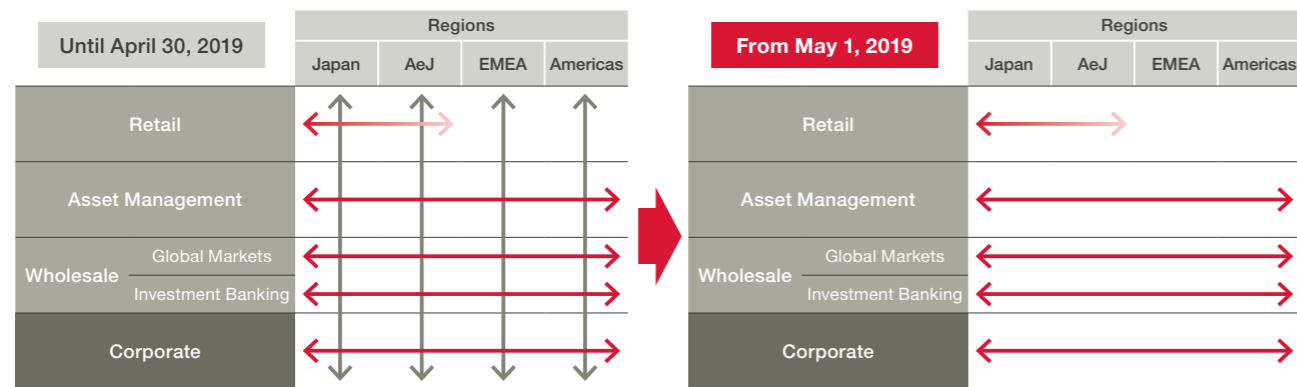 Until April 30, 2019
Regions
Japan AeJ EMEA Americas
Retail
Asset Management
Wholesale
Global Markets
Investment Banking
Corporate
From May 1, 2019
Regions
Japan AeJ EMEA Americas
Retail
Asset Management
Wholesale
Global Markets
Investment Banking
Corporate